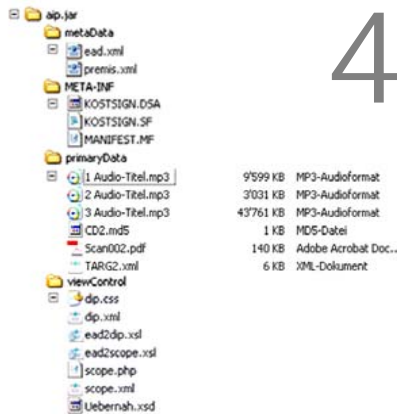 aip.jar
4
metaData
ead.xml
premis.xml
META-INF
KOSTSIGN.DSA
KOSTSIGN.SF
MANIFEST.MF
primaryData
1 Audio-Titel.mp3 9'599 KB MP3-Audioformat
2 Audio-Titel.mp3 3'031 KB MP3-Audioformat
3 Audio-Titel.mp3 43'761 KB MP3-Audioformat
CD2.md5 1 KB MD5-Datei
Scan002.pdf 140 KB Adobe Acrobat Doc...
TARG2.xml 6 KB XML-Dokument
viewControl
dip.css
dip.xml
ead2dip.xsl
ead2scope.xsl
scope.php
scope.xml
Uebernah.xsd